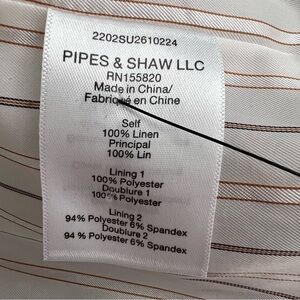 2202SU2610224
PIPES & SHAW LLC
RN155820
Made in China/
Fabriqué en Chine
Self
100% Linen
Principal
100% Lin
Lining 1
100% Polyester
Doublure 1
100% Polyester
Lining 2
94% Polyester 6% Spandex
Doublure 2
94 % Polyester 6% Spandex